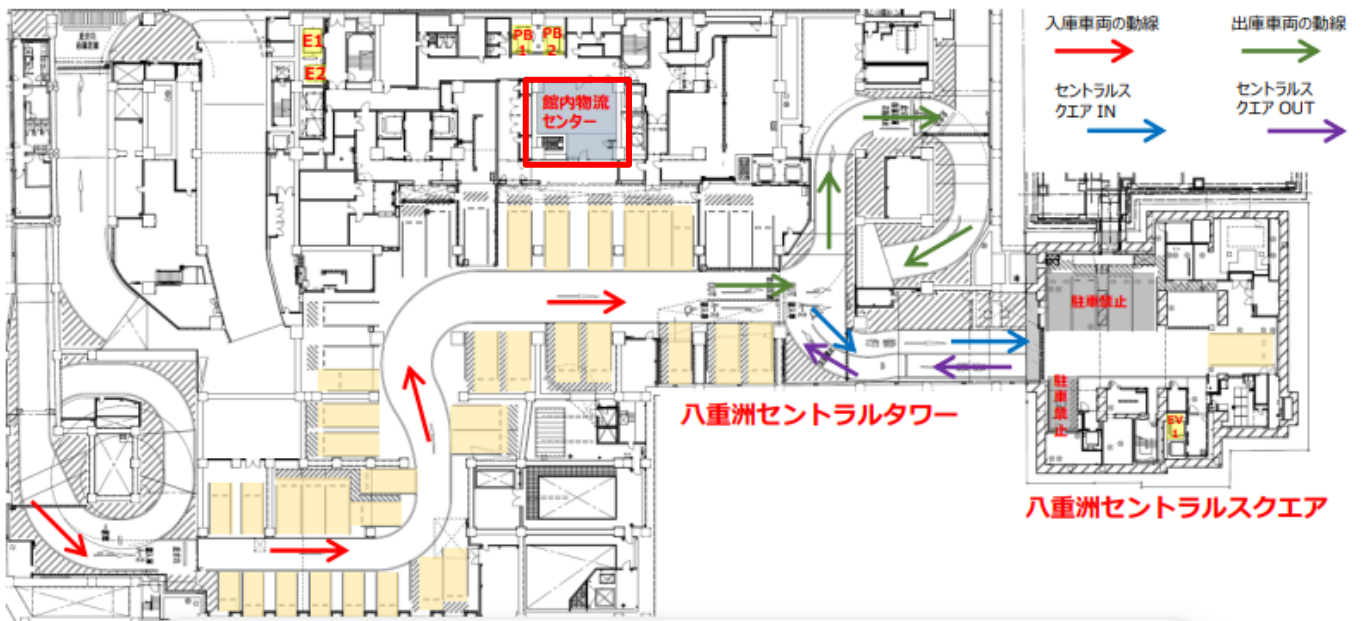 入庫車両の動線
出庫車両の動線
セントラルス
クエア IN
セントラルス
クエア OUT
E1
E2
PB
1
PB
2
館内物流
センター
駐車禁止
駐車禁止
EV
1
八重洲セントラルタワー
八重洲セントラルスクエア